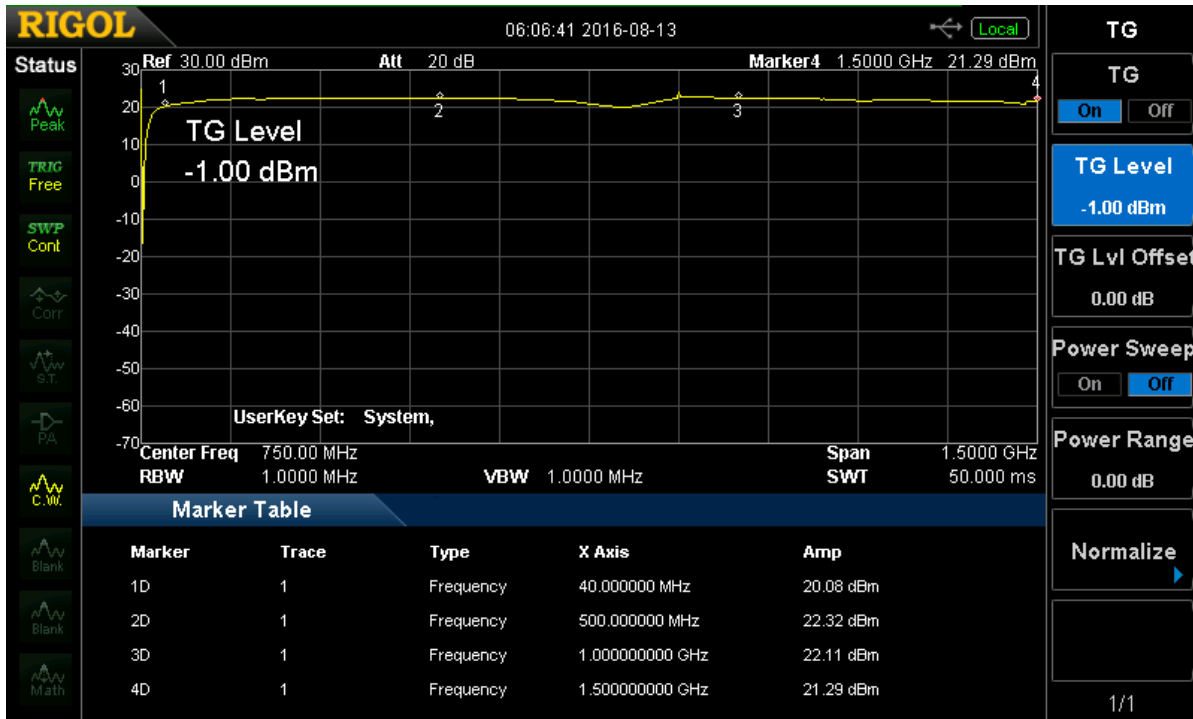 RIGOL
06:06:41 2016-08-13
Local
TG
Status
Ref 30.00 dBm Att 20 dB Marker4 1.5000 GHz 21.29 dBm
Peak
TRIG
Free
SWP
Cont
Corr
S.T.
PA
C.W.
Blank
Blank
Math
30
20
10
0
-10
-20
-30
-40
-50
-60
-70
1
2
3
4
TG Level
-1.00 dBm
UserKey Set: System,
Center Freq 750.00 MHz Span 1.5000 GHz
RBW 1.0000 MHz VBW 1.0000 MHz SWT 50.000 ms
Marker Table
Marker Trace Type X Axis Amp
1D 1 Frequency 40.000000 MHz 20.08 dBm
2D 1 Frequency 500.000000 MHz 22.32 dBm
3D 1 Frequency 1.000000000 GHz 22.11 dBm
4D 1 Frequency 1.500000000 GHz 21.29 dBm
TG
On Off
TG Level
-1.00 dBm
TG Lvl Offset
0.00 dB
Power Sweep
On Off
Power Range
0.00 dB
Normalize
1/1